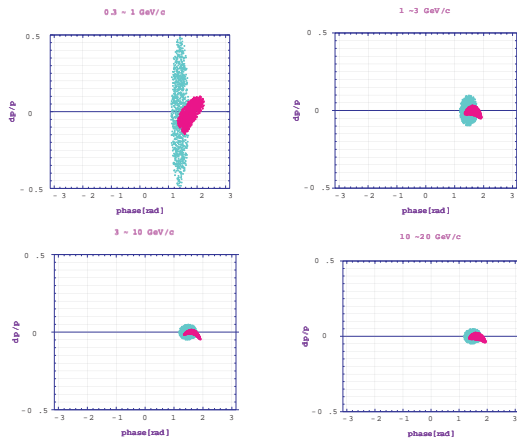 0.3 ~ 1 GeV/c
0.5
dp/p
0
-0.5
-3 -2 -1 0 1 2 3
phase[rad]
1 ~3 GeV/c
0 .5
dp/p
0
-0 .5
-3 -2 -1 0 1 2 3
phase[rad]
3 ~ 10 GeV/c
0 .5
dp/p
0
-0 .5
-3 -2 -1 0 1 2 3
phase[rad]
10 ~20 GeV/c
0 .5
dp/p
0
-0 .5
-3 -2 -1 0 1 2 3
phase[rad]